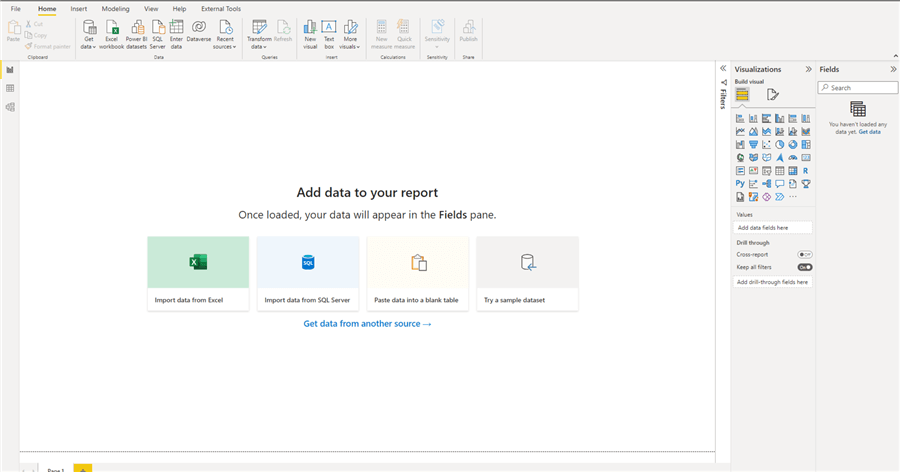 File Home Insert Modeling View Help External Tools
Paste
Cut
Copy
Format painter
Clipboard
Get data
Excel workbook
Power BI datasets
SQL Server
Enter data
Dataverse
Recent sources
Data
Transform data
Refresh
Queries
New visual
Text box
More visuals
Insert
New measure
Quick measure
Calculations
Sensitivity
Sensitivity
Publish
Share
Filters
Visualizations
Build visual
Py
R
Values
Add data fields here
Drill through
Cross-report
Off
Keep all filters
On
Add drill-through fields here
Fields
Search
You haven't loaded any
data yet. Get data
Add data to your report
Once loaded, your data will appear in the Fields pane.
X
SQL
Import data from Excel
Import data from SQL Server
Paste data into a blank table
Try a sample dataset
Get data from another source →
Page 1